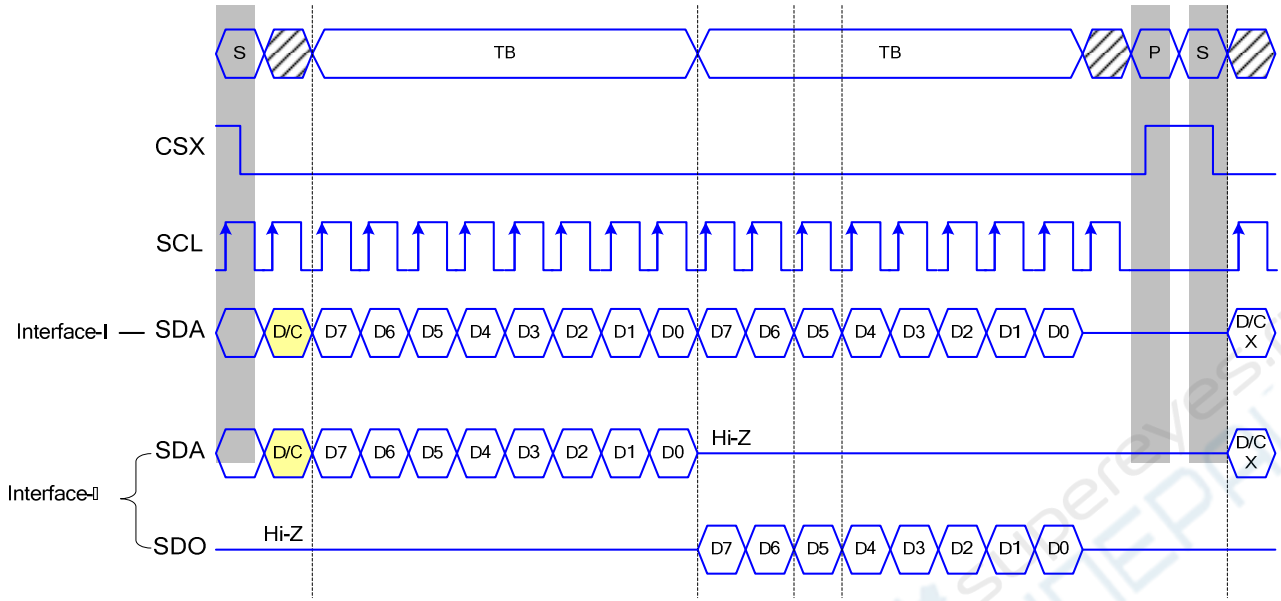 S TB TB P S
CSX
SCL
Interface-I SDA D/C D7 D6 D5 D4 D3 D2 D1 D0 D7 D6 D5 D4 D3 D2 D1 D0 D/C X
SDA D/C D7 D6 D5 D4 D3 D2 D1 D0 Hi-Z D/C X
Interface-▯
SDO Hi-Z D7 D6 D5 D4 D3 D2 D1 D0